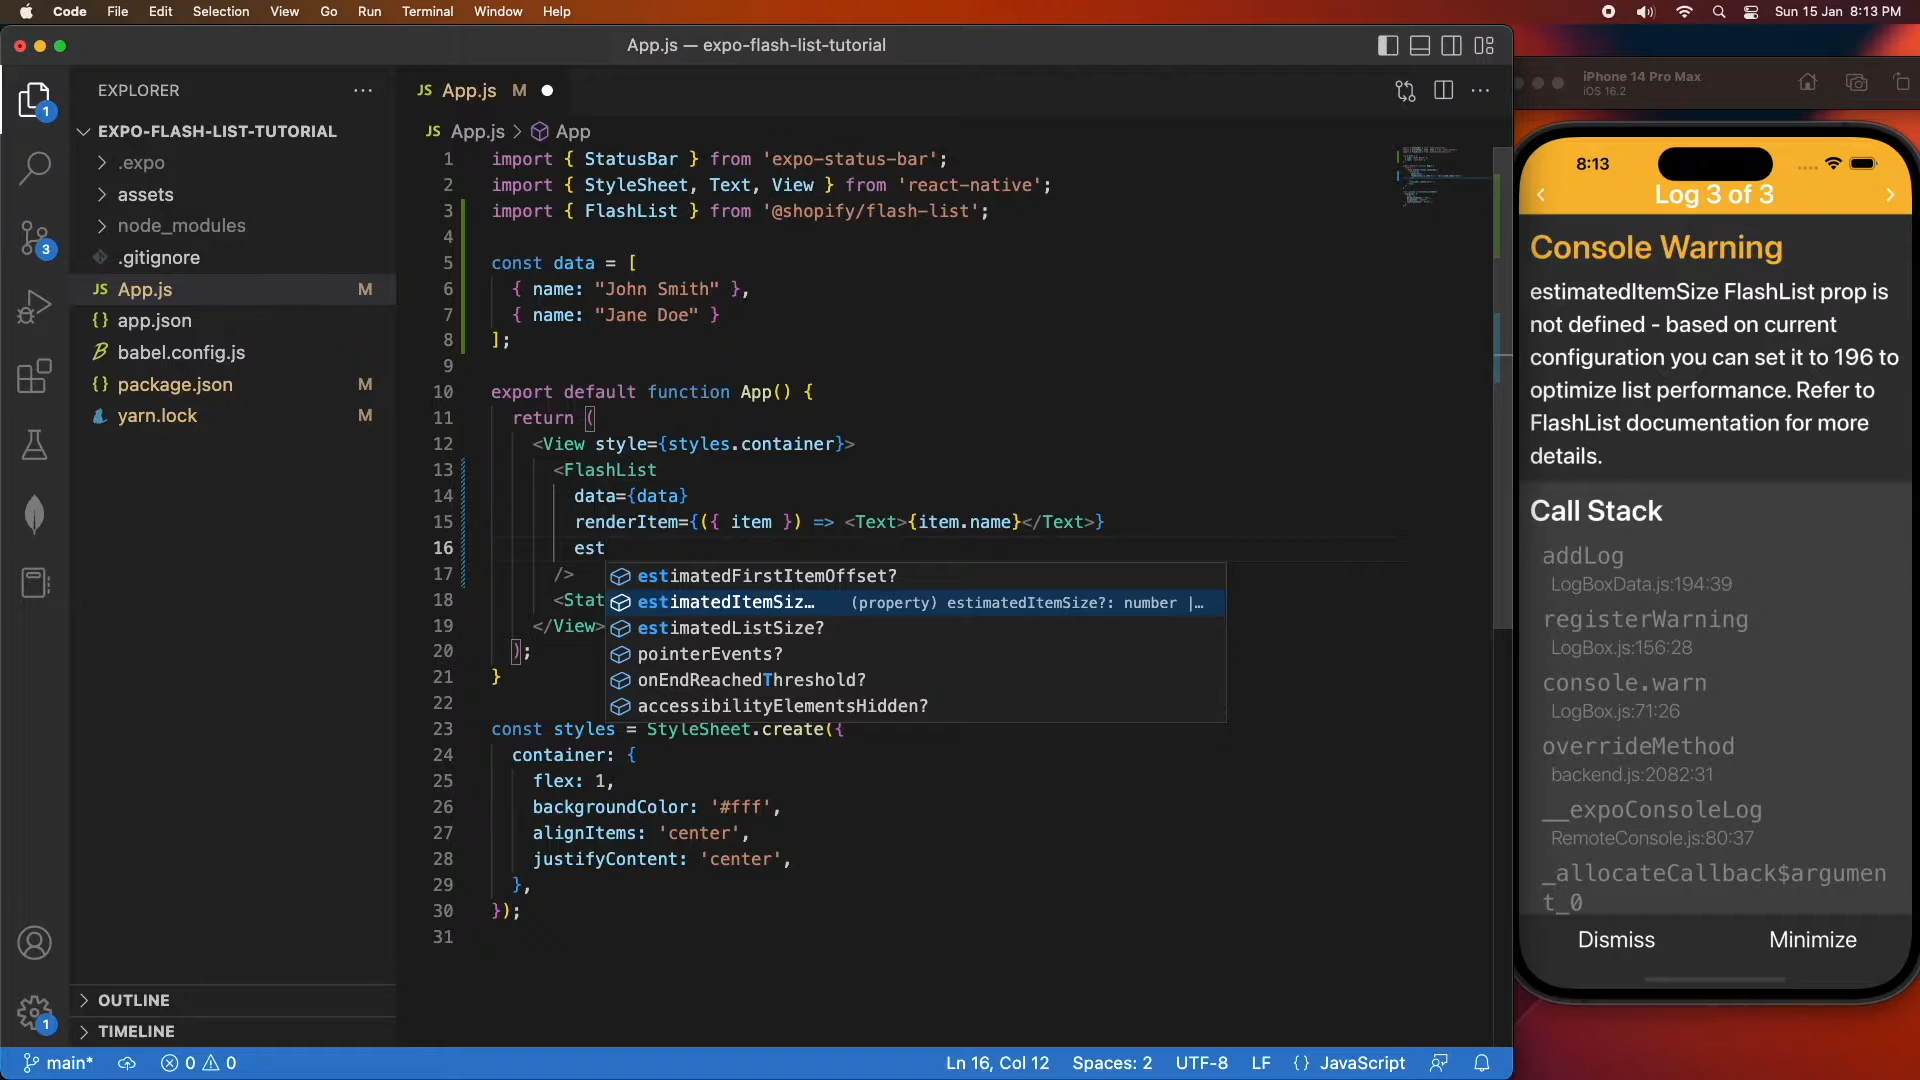 Code File Edit Selection View Go Run Terminal Window Help Sun 15 Jan 8:13 PM
App.js — expo-flash-list-tutorial
EXPLORER
EXPO-FLASH-LIST-TUTORIAL
.expo
assets
node_modules
.gitignore
JS App.js M
{} app.json
babel.config.js
{} package.json M
yarn.lock M
OUTLINE
TIMELINE
1
3
1
JS App.js M
JS App.js > App
1 import { StatusBar } from 'expo-status-bar';
2 import { StyleSheet, Text, View } from 'react-native';
3 import { FlashList } from '@shopify/flash-list';
4
5 const data = [
6 { name: "John Smith" },
7 { name: "Jane Doe" }
8 ];
9
10 export default function App() {
11 return (
12 <View style={styles.container}>
13 <FlashList
14 data={data}
15 renderItem={({ item }) => <Text>{item.name}</Text>}
16 est
17 />
18 <Stat
19 </View>
20 );
21 }
22
23 const styles = StyleSheet.create({
24 container: {
25 flex: 1,
26 backgroundColor: '#fff',
27 alignItems: 'center',
28 justifyContent: 'center',
29 },
30 });
31
estimatedFirstItemOffset?
estimatedItemSiz… (property) estimatedItemSize?: number |…
estimatedListSize?
pointerEvents?
onEndReachedThreshold?
accessibilityElementsHidden?
main* 0 0 Ln 16, Col 12 Spaces: 2 UTF-8 LF {} JavaScript
iPhone 14 Pro Max
iOS 16.2
8:13
Log 3 of 3
Console Warning
estimatedItemSize FlashList prop is
not defined - based on current
configuration you can set it to 196 to
optimize list performance. Refer to
FlashList documentation for more
details.
Call Stack
addLog
LogBoxData.js:194:39
registerWarning
LogBox.js:156:28
console.warn
LogBox.js:71:26
overrideMethod
backend.js:2082:31
__expoConsoleLog
RemoteConsole.js:80:37
_allocateCallback$argumen
t_0
Dismiss Minimize